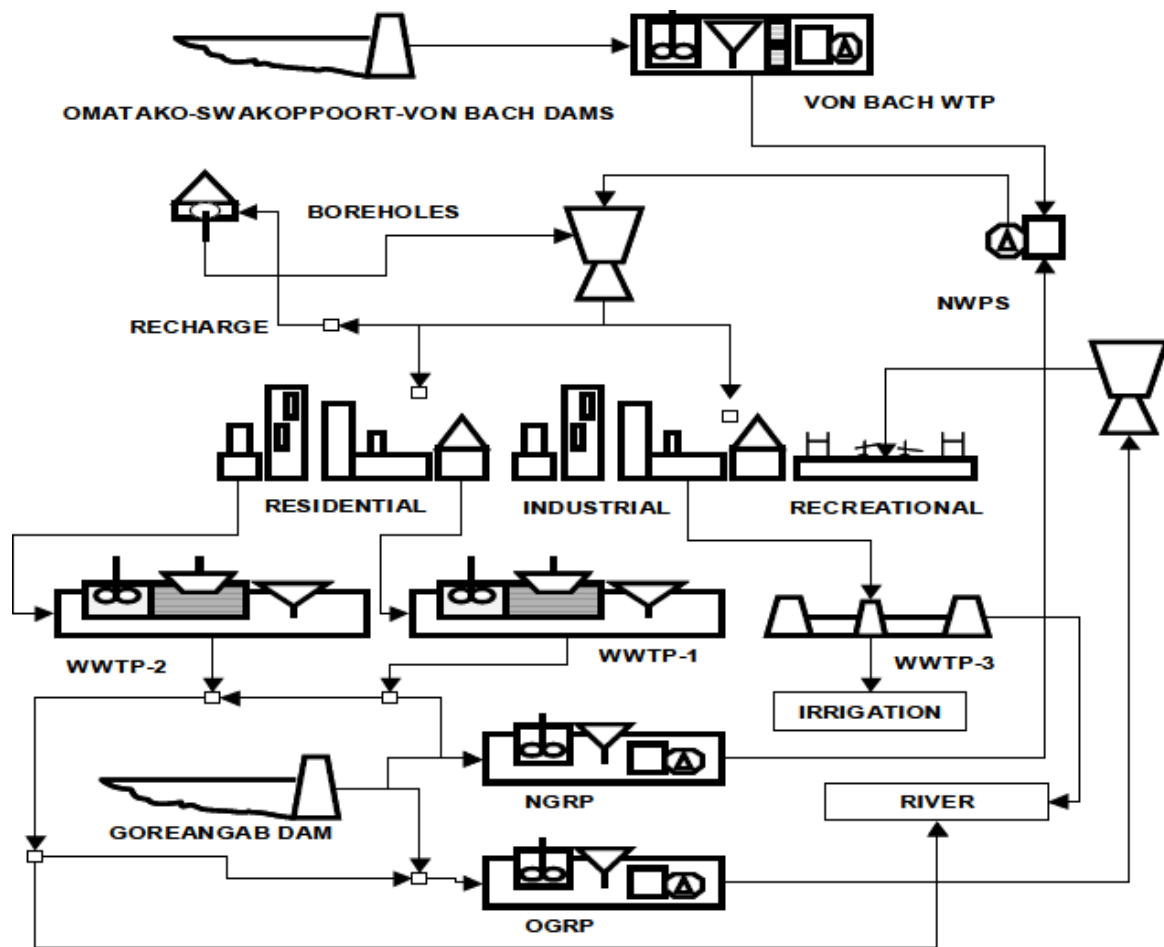 OMATAKO-SWAKOPPOORT-VON BACH DAMS
VON BACH WTP
BOREHOLES
NWPS
RECHARGE
RESIDENTIAL
INDUSTRIAL
RECREATIONAL
WWTP-2
WWTP-1
WWTP-3
IRRIGATION
NGRP
RIVER
GOREANGAB DAM
OGRP